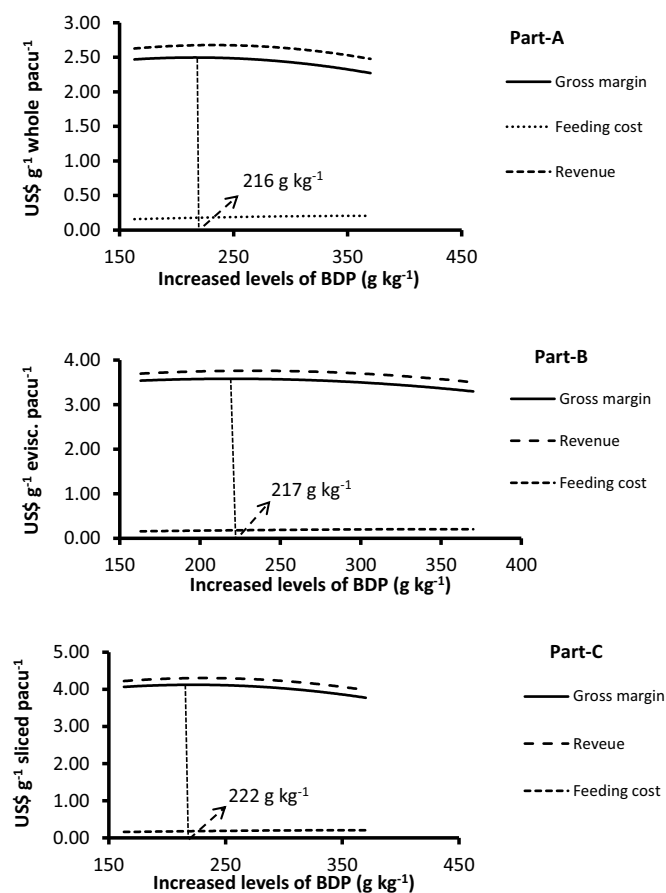 Part-A
3.00
2.50
2.00
1.50
1.00
0.50
0.00
US$ g⁻¹ whole pacu⁻¹
216 g kg⁻¹
150 250 350 450
Increased levels of BDP (g kg⁻¹)
Gross margin
Feeding cost
Revenue
Part-B
4.00
3.00
2.00
1.00
0.00
US$ g⁻¹ evisc. pacu⁻¹
217 g kg⁻¹
150 200 250 300 350 400
Increased levels of BDP (g kg⁻¹)
Gross margin
Revenue
Feeding cost
Part-C
5.00
4.00
3.00
2.00
1.00
0.00
US$ g⁻¹ sliced pacu⁻¹
222 g kg⁻¹
150 250 350 450
Increased levels of BDP (g kg⁻¹)
Gross margin
Reveue
Feeding cost